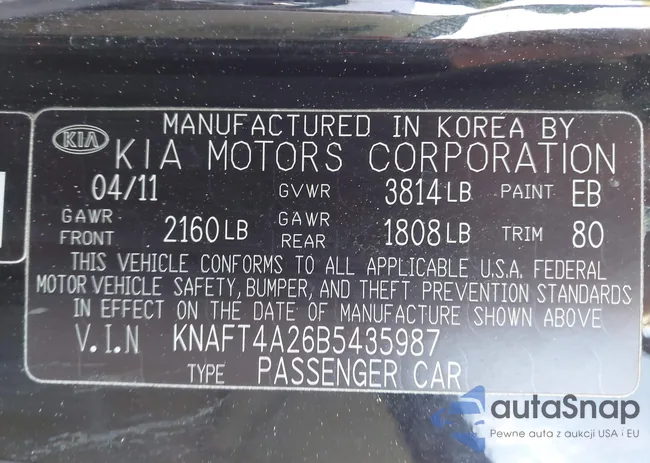 KIA
MANUFACTURED IN KOREA BY
KIA MOTORS CORPORATION
04/11 GVWR 3814 LB PAINT EB
GAWR FRONT 2160 LB GAWR REAR 1808 LB TRIM 80
THIS VEHICLE CONFORMS TO ALL APPLICABLE U.S.A. FEDERAL
MOTOR VEHICLE SAFETY, BUMPER, AND THEFT PREVENTION STANDARDS
IN EFFECT ON THE DATE OF MANUFACTURE SHOWN ABOVE
V.I.N KNAFT4A26B5435987
TYPE PASSENGER CAR
autaSnap
Pewne auta z aukcji USA i EU